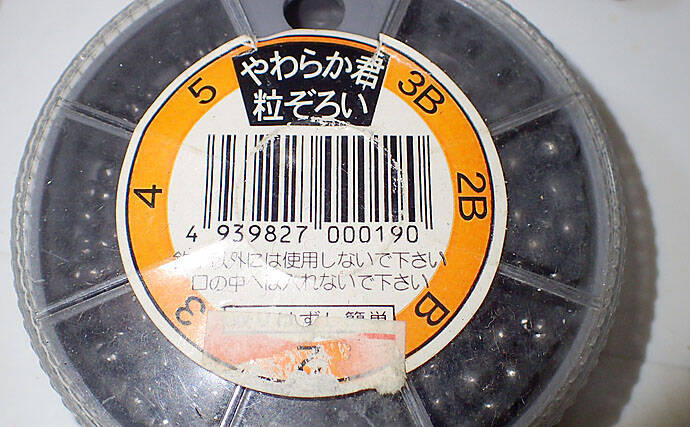 やわらか君
粒ぞろい
5
3B
4
2B
3
B
4 939827 000190
以外には使用しないで下さい
口の中へは入れないで下さい
簡単